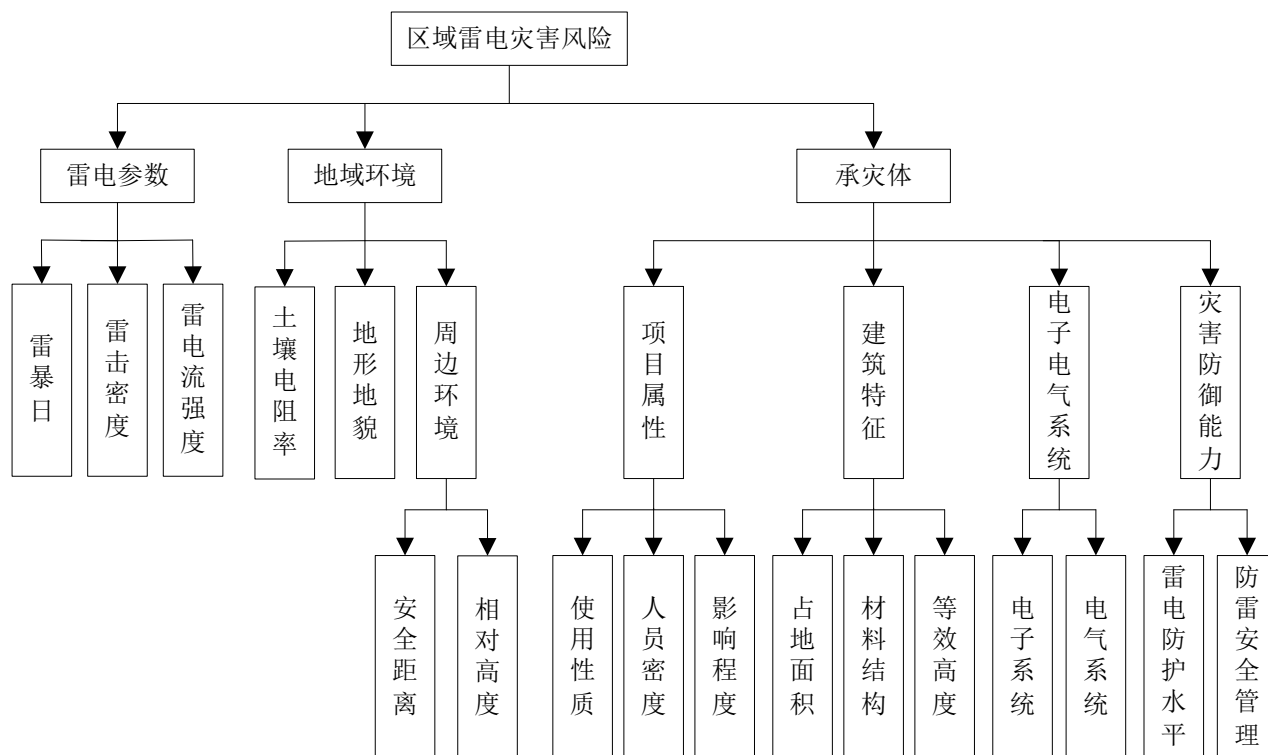 区域雷电灾害风险
雷电参数
地域环境
承灾体
雷暴日
雷击密度
雷电流强度
土壤电阻率
地形地貌
周边环境
项目属性
建筑特征
电子电气系统
灾害防御能力
安全距离
相对高度
使用性质
人员密度
影响程度
占地面积
材料结构
等效高度
电子系统
电气系统
雷电防护水平
防雷安全管理